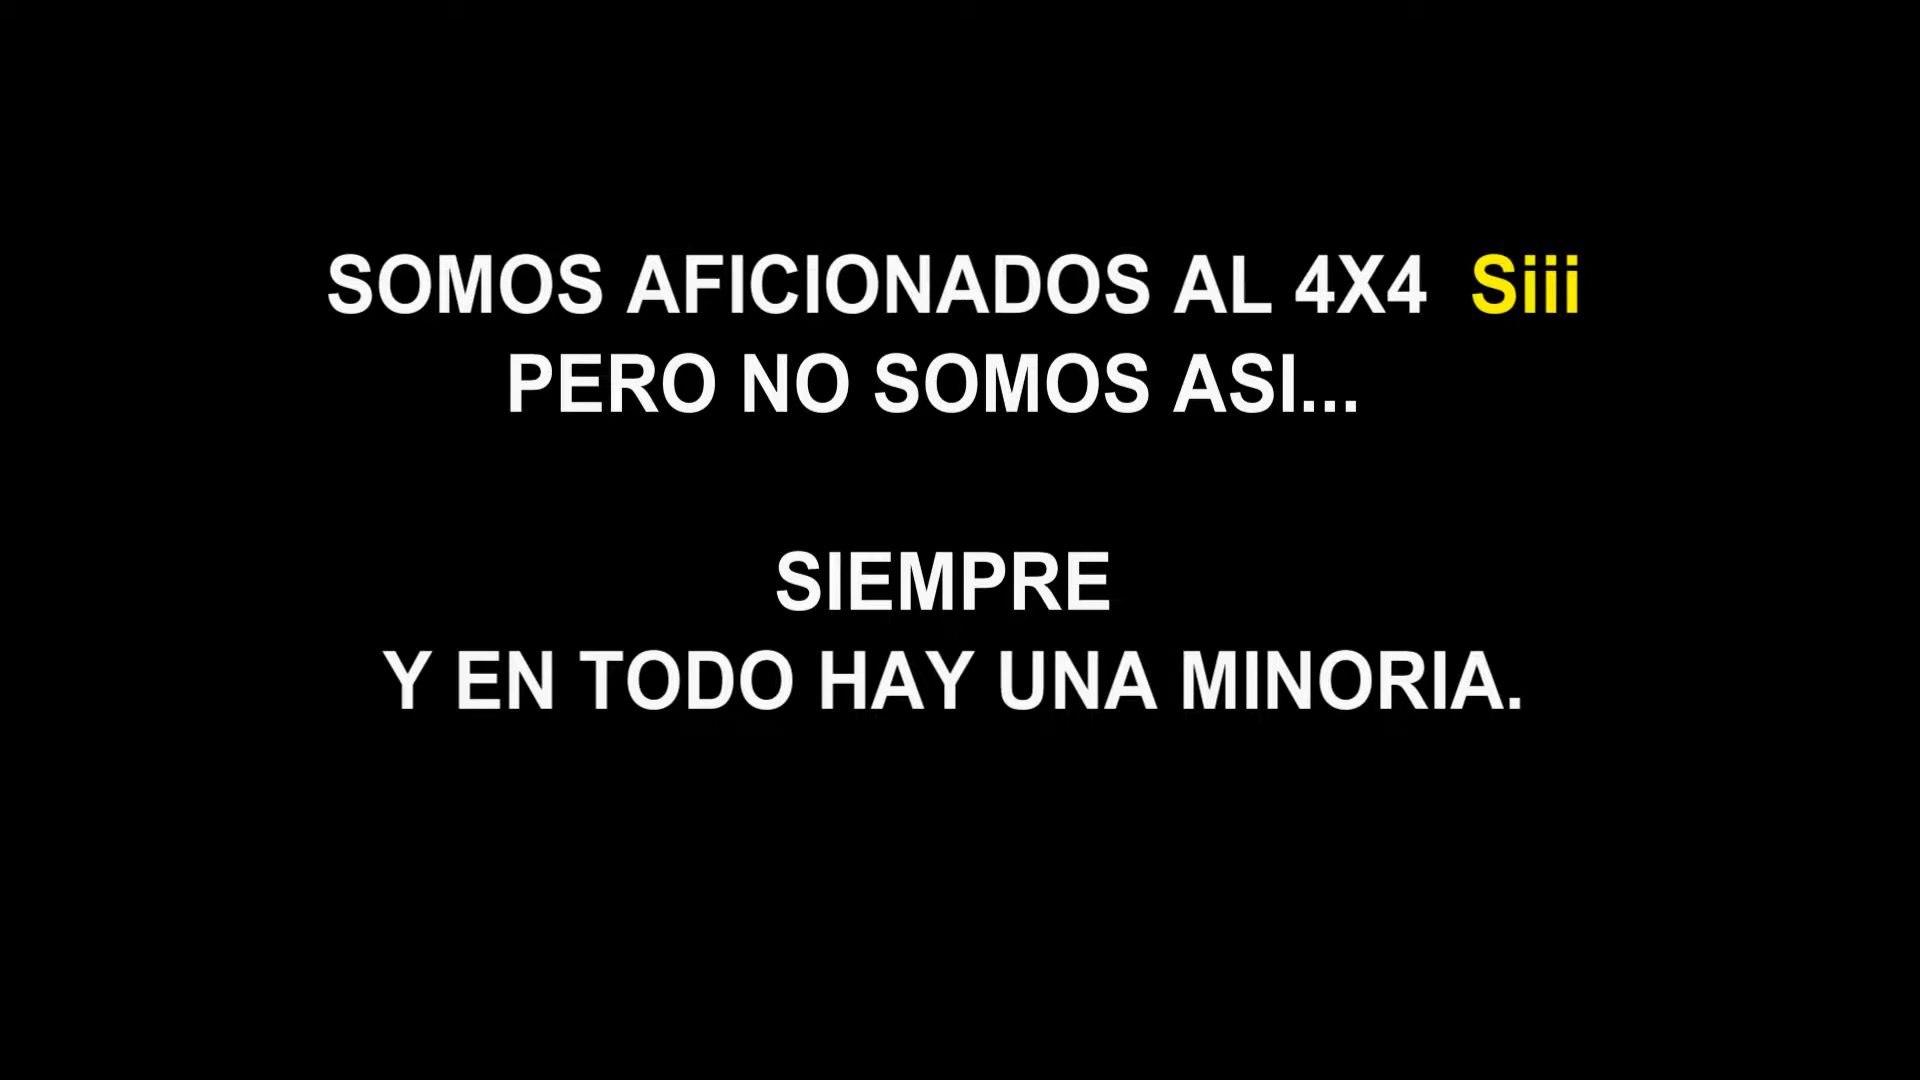 SOMOS AFICIONADOS AL 4X4 Siii
PERO NO SOMOS ASI...
SIEMPRE
Y EN TODO HAY UNA MINORIA.